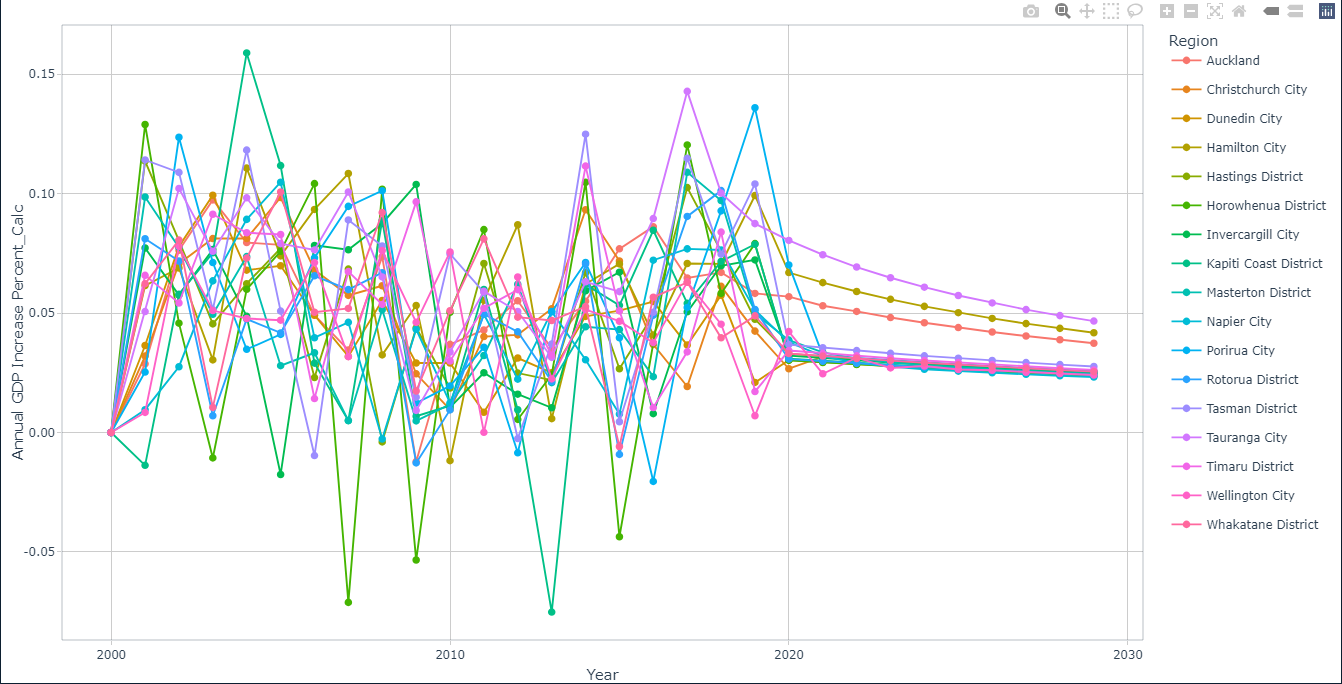 Region
Auckland
Christchurch City
Dunedin City
Hamilton City
Hastings District
Horowhenua District
Invercargill City
Kapiti Coast District
Masterton District
Napier City
Porirua City
Rotorua District
Tasman District
Tauranga City
Timaru District
Wellington City
Whakatane District
Annual GDP Increase Percent_Calc
0.15
0.10
0.05
0.00
-0.05
2000
2010
2020
2030
Year